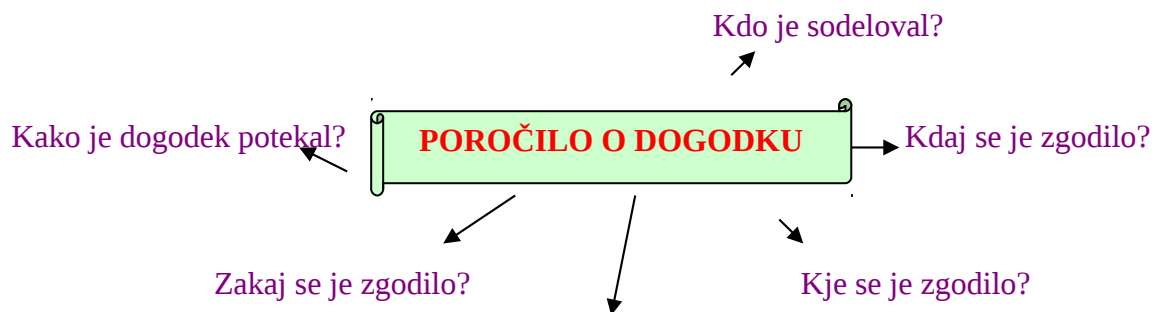 Kdo je sodeloval?
Kako je dogodek potekal?
POROČILO O DOGODKU
Kdaj se je zgodilo?
Zakaj se je zgodilo?
Kje se je zgodilo?